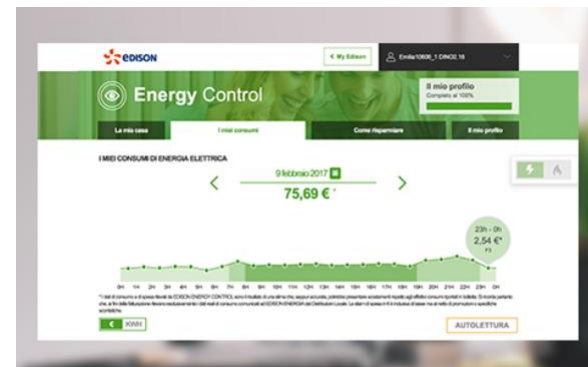 EDISON
< My Edison
Energy Control
Il mio profilo
Completo al 100%
La mia casa
I miei consumi
Come risparmiare
Il mio profilo
I MIEI CONSUMI DI ENERGIA ELETTRICA
9 febbraio 2017
75,69 € *
23h - 0h
2,54 €*
F3
0H 1H 2H 3H 4H 5H 6H 7H 8H 9H 10H 11H 12H 13H 14H 15H 16H 17H 18H 19H 20H 21H 22H 23H 0H
€ KWH
AUTOLETTURA